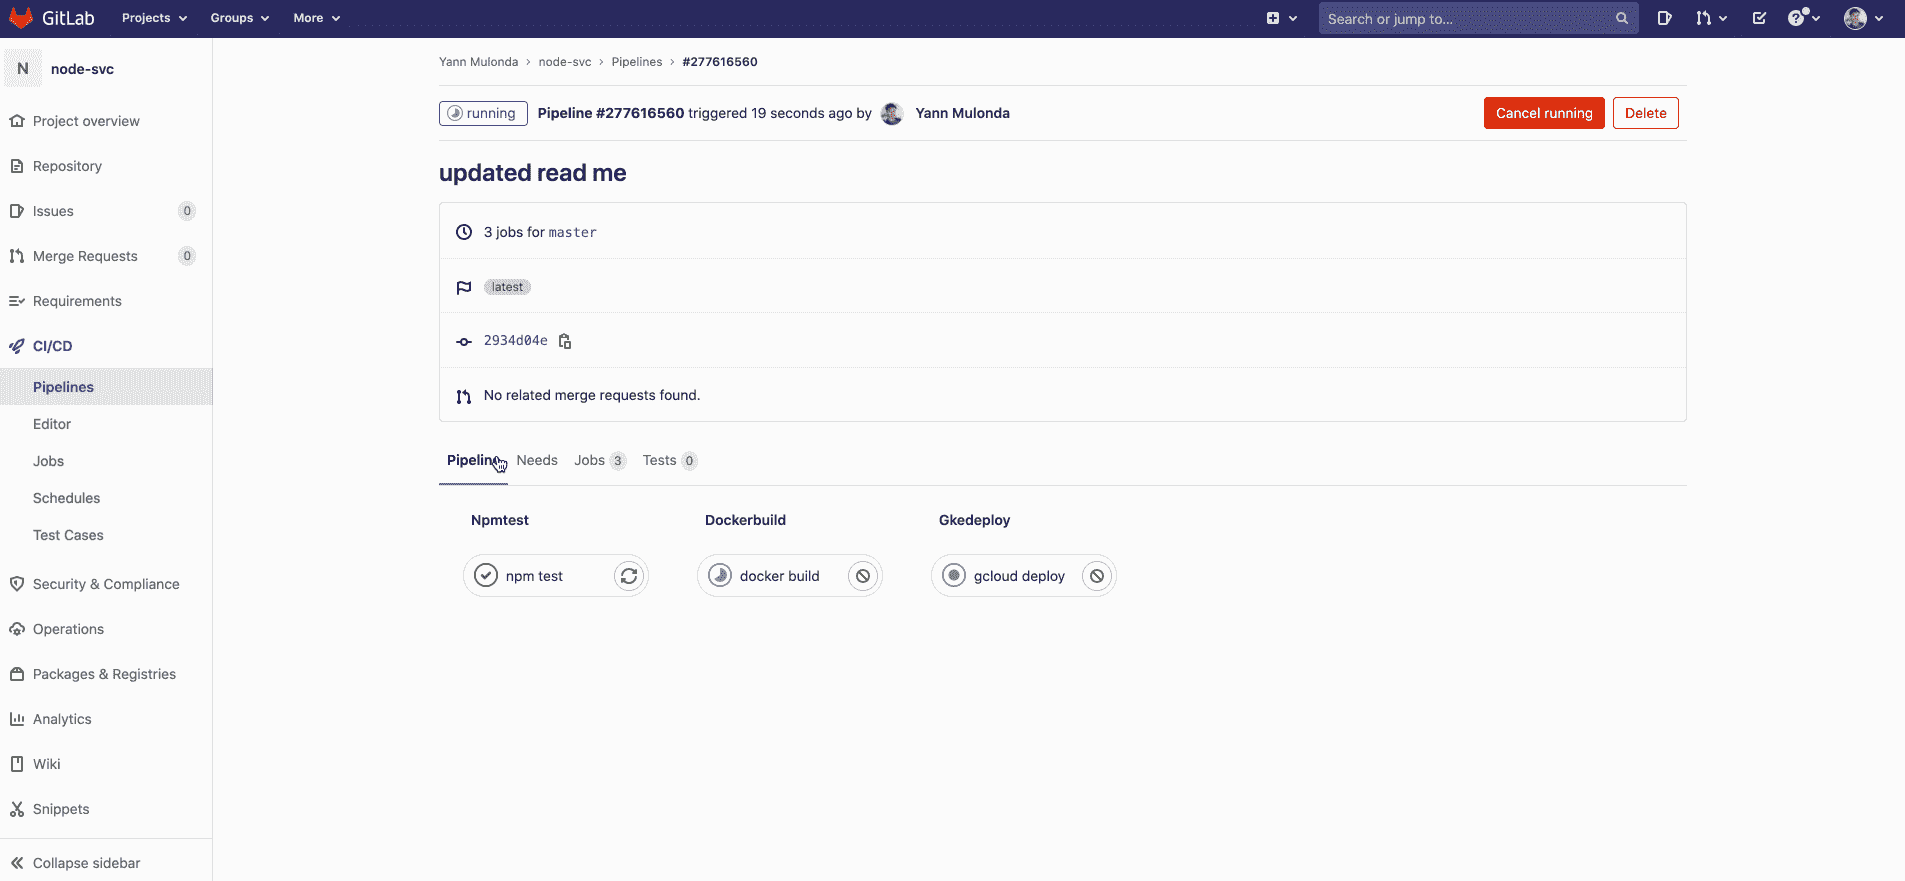 GitLab Projects Groups More Search or jump to...
N node-svc
Project overview
Repository
Issues 0
Merge Requests 0
Requirements
CI/CD
Pipelines
Editor
Jobs
Schedules
Test Cases
Security & Compliance
Operations
Packages & Registries
Analytics
Wiki
Snippets
Collapse sidebar
Yann Mulonda › node-svc › Pipelines › #277616560
running Pipeline #277616560 triggered 19 seconds ago by Yann Mulonda Cancel running Delete
updated read me
3 jobs for master
latest
2934d04e
No related merge requests found.
Pipeline Needs Jobs 3 Tests 0
Npmtest Dockerbuild Gkedeploy
npm test docker build gcloud deploy